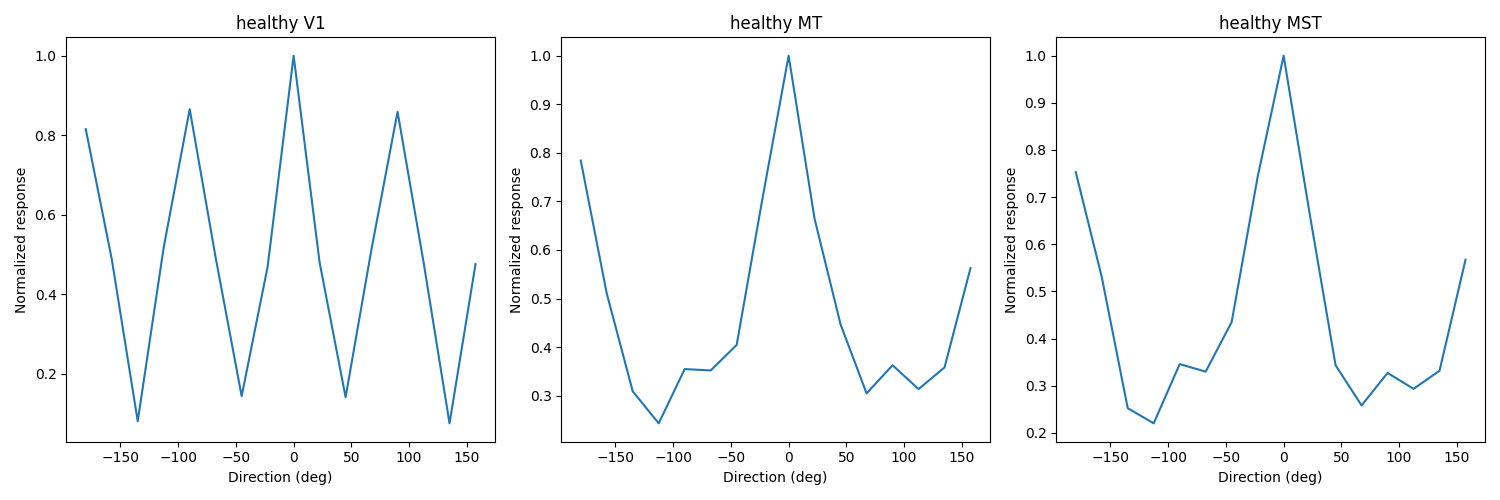 healthy V1
Normalized response
1.0
0.8
0.6
0.4
0.2
−150 −100 −50 0 50 100 150
Direction (deg)
healthy MT
Normalized response
1.0
0.9
0.8
0.7
0.6
0.5
0.4
0.3
−150 −100 −50 0 50 100 150
Direction (deg)
healthy MST
Normalized response
1.0
0.9
0.8
0.7
0.6
0.5
0.4
0.3
0.2
−150 −100 −50 0 50 100 150
Direction (deg)